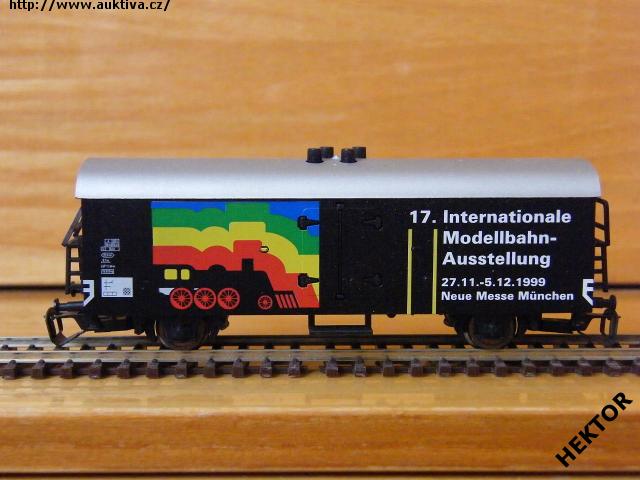 http://www.auktiva.cz/
17. Internationale
Modellbahn-
Ausstellung
27.11.-5.12.1999
Neue Messe München
HEKTOR